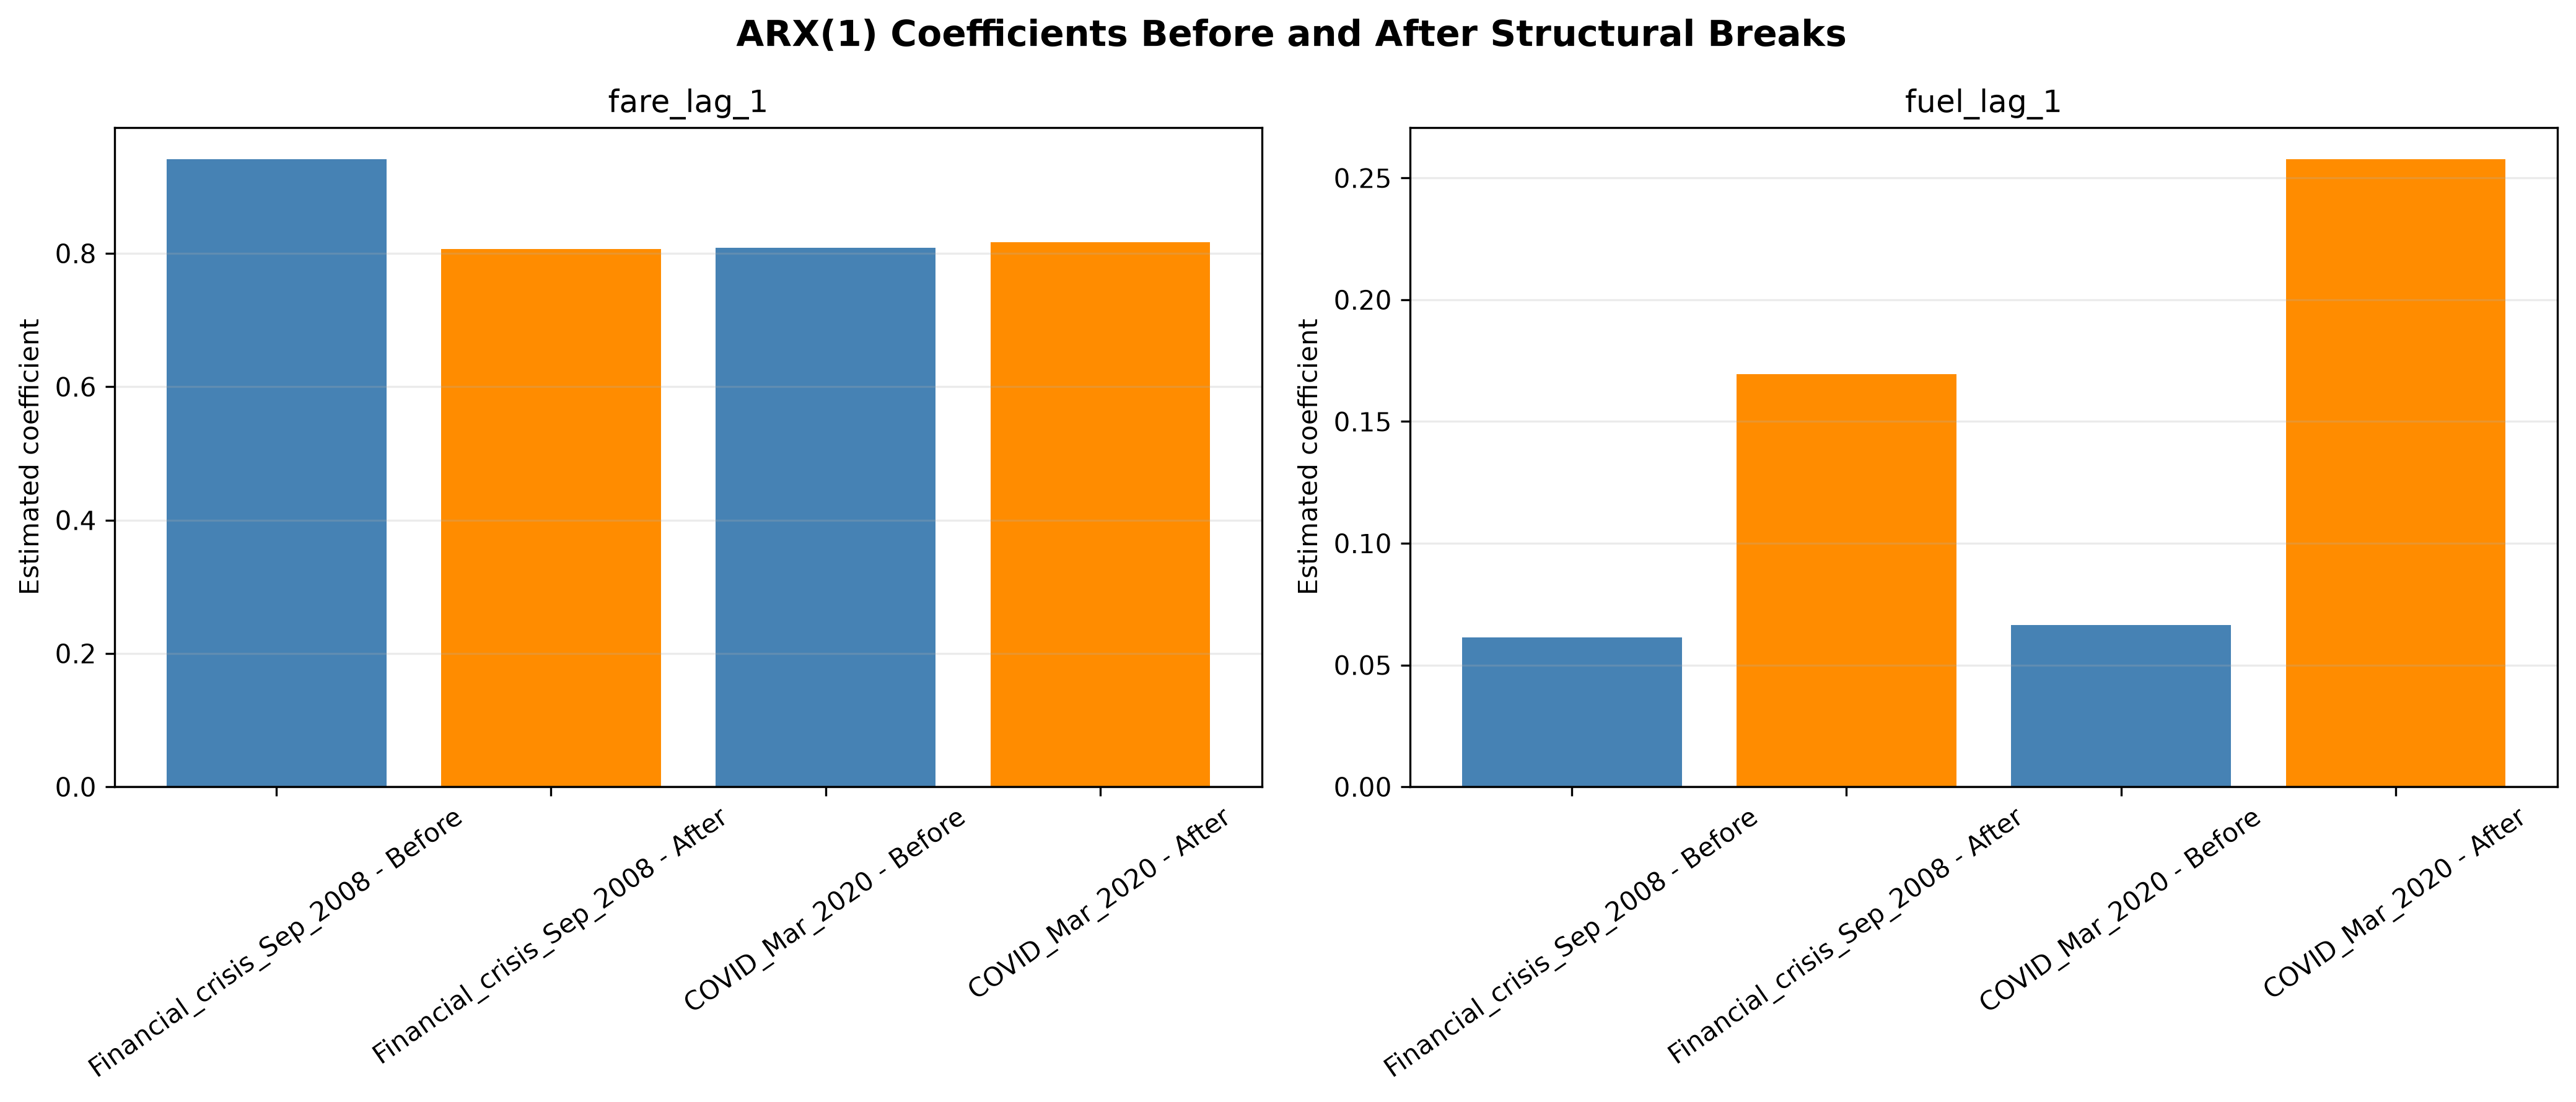 ARX(1) Coefficients Before and After Structural Breaks
fare_lag_1
Estimated coefficient
0.8
0.6
0.4
0.2
0.0
Financial_crisis_Sep_2008 - Before
Financial_crisis_Sep_2008 - After
COVID_Mar_2020 - Before
COVID_Mar_2020 - After
fuel_lag_1
Estimated coefficient
0.25
0.20
0.15
0.10
0.05
0.00
Financial_crisis_Sep_2008 - Before
Financial_crisis_Sep_2008 - After
COVID_Mar_2020 - Before
COVID_Mar_2020 - After